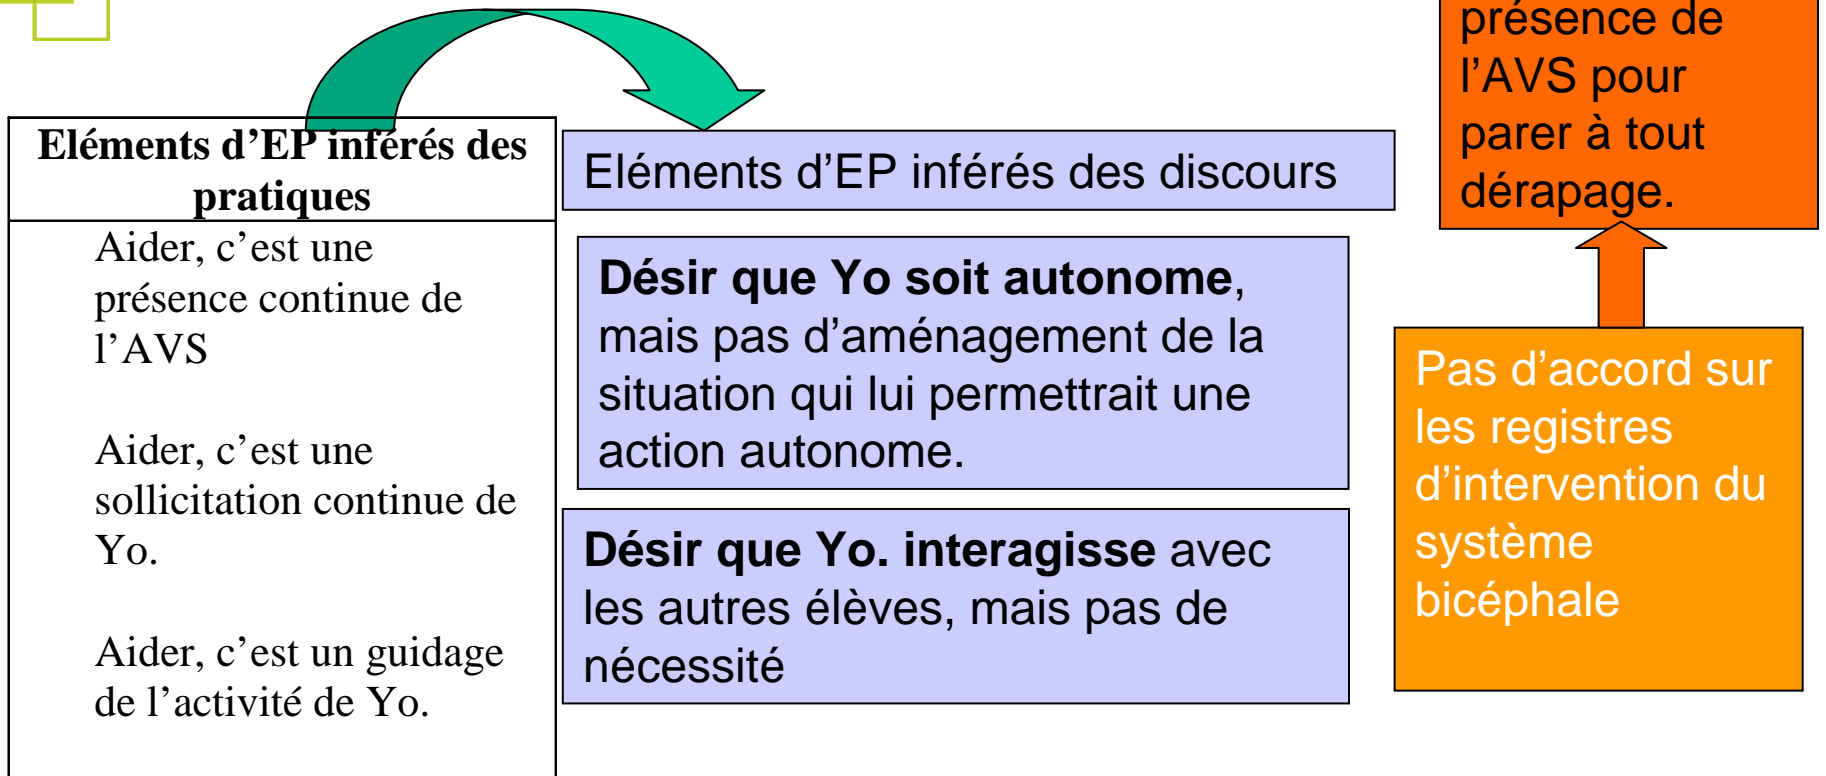 Eléments d’EP inférés des
pratiques
Aider, c’est une
présence continue de
l’AVS
Aider, c’est une
sollicitation continue de
Yo.
Aider, c’est un guidage
de l’activité de Yo.
Eléments d’EP inférés des discours
Désir que Yo soit autonome,
mais pas d’aménagement de la
situation qui lui permettrait une
action autonome.
Désir que Yo. interagisse avec
les autres élèves, mais pas de
nécessité
présence de
l’AVS pour
parer à tout
dérapage.
Pas d’accord sur
les registres
d’intervention du
système
bicéphale